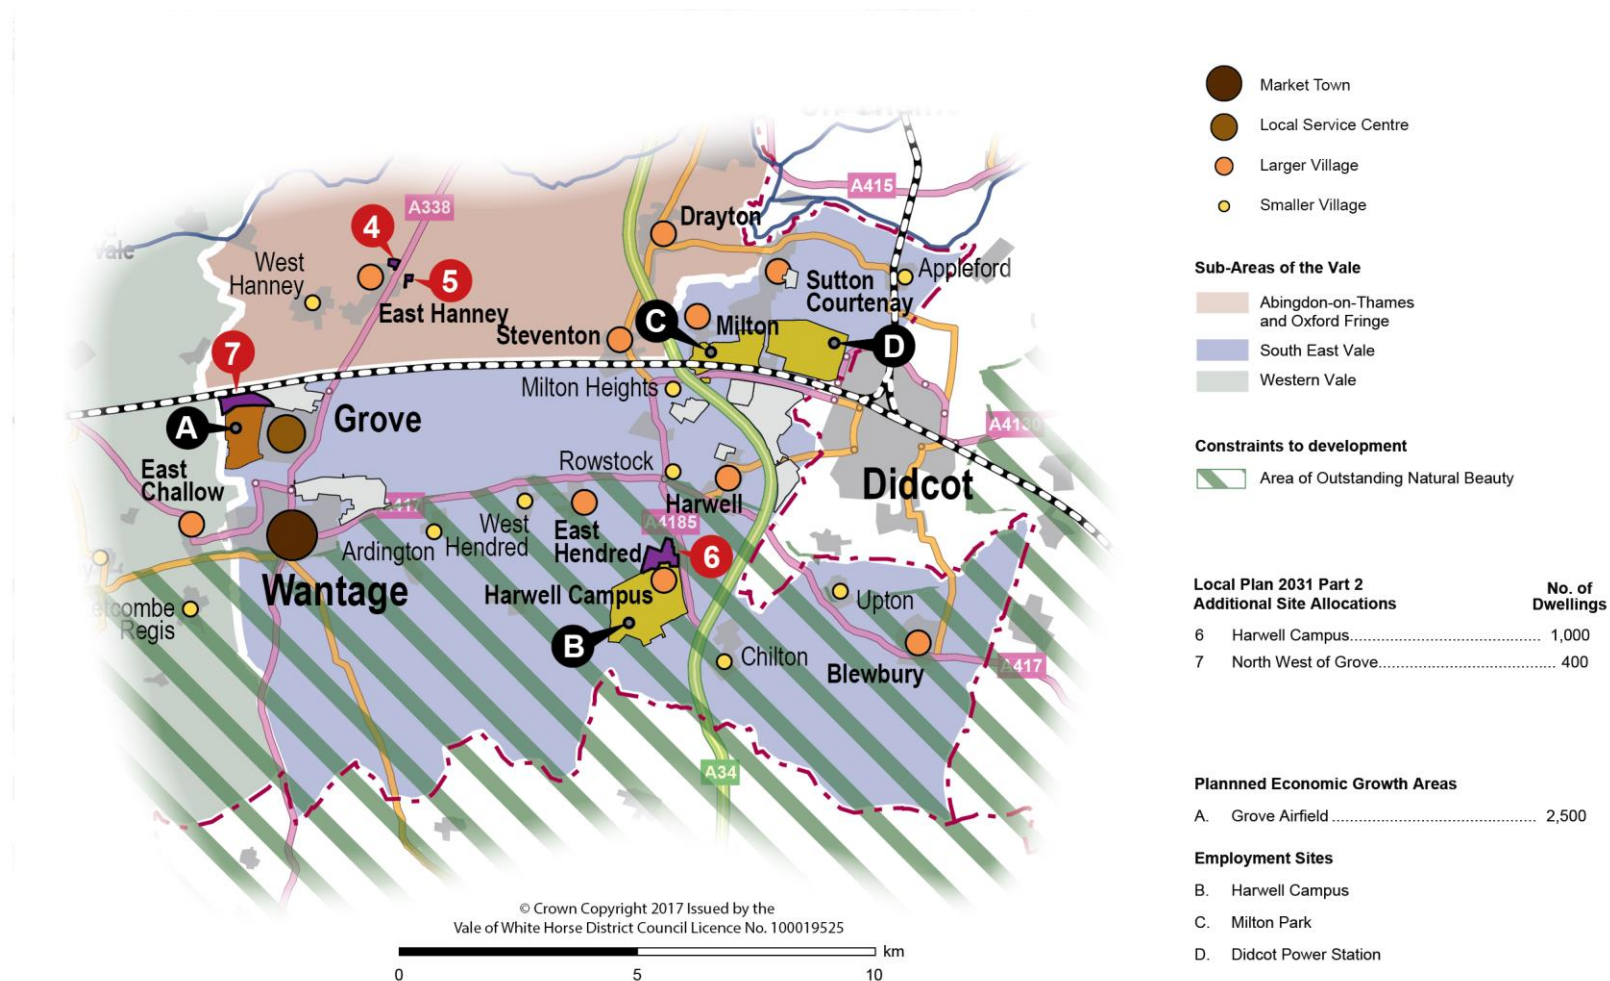 A415
A338
Drayton
4
West
Hanney
5
East Hanney
Sutton
Courtenay
Appleford
C
Milton
Steventon
D
7
Milton Heights
A
Grove
A4130
East
Challow
Rowstock
Didcot
Harwell
A417
West
Hendred
East
Hendred
A4185
Ardington
6
Wantage
Harwell Campus
Upton
Regis
B
Chilton
Blewbury
A417
A34
© Crown Copyright 2017 Issued by the
Vale of White Horse District Council Licence No. 100019525
km
0 5 10
Market Town
Local Service Centre
Larger Village
Smaller Village
Sub-Areas of the Vale
Abingdon-on-Thames
and Oxford Fringe
South East Vale
Western Vale
Constraints to development
Area of Outstanding Natural Beauty
Local Plan 2031 Part 2 No. of
Additional Site Allocations Dwellings
6 Harwell Campus............................................. 1,000
7 North West of Grove........................................... 400
Plannned Economic Growth Areas
A. Grove Airfield ................................................ 2,500
Employment Sites
B. Harwell Campus
C. Milton Park
D. Didcot Power Station